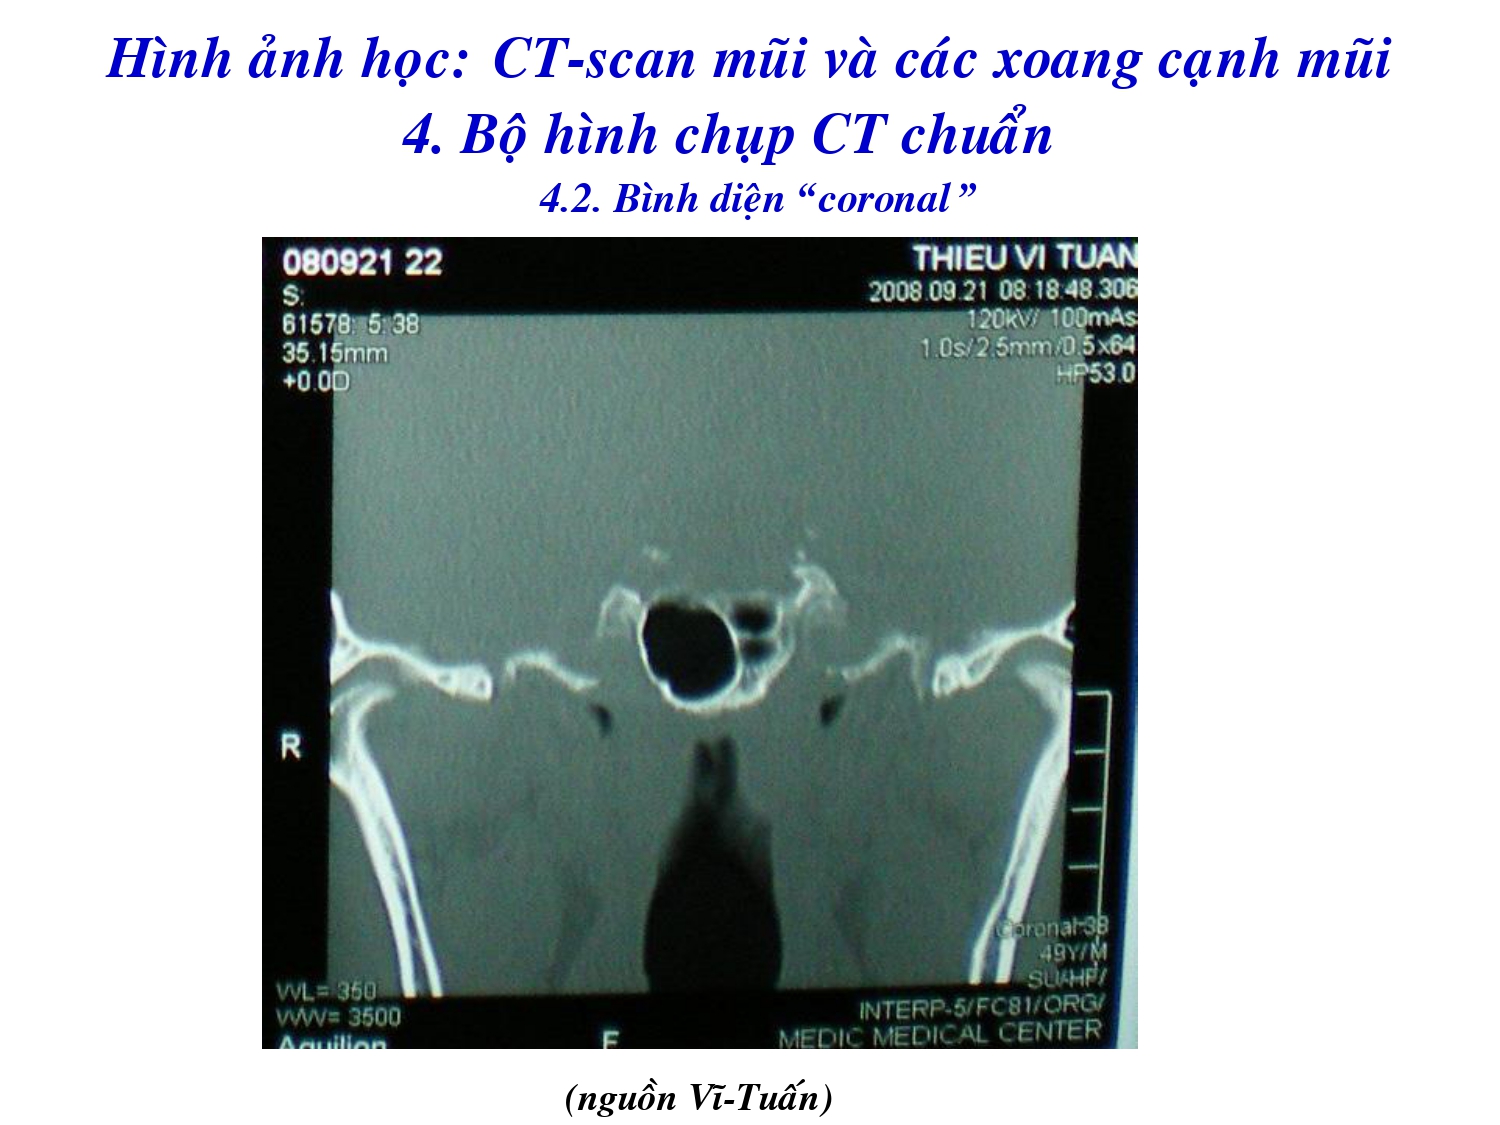 Hình ảnh học: CT-scan mũi và các xoang cạnh mũi
4. Bộ hình chụp CT chuẩn
4.2. Bình diện “coronal”
080921 22
S:
61578: 5: 38
35.15mm
+0.0D
THIEU VI TUAN
2008.09.21 08:18:48.306
120kV/ 100mAs
1.0s/2.5mm/0.5x64
HP53.0
R
Coronal:38
49Y/M
SU/HF/
INTERP-5/FC81/ORG/
MEDIC MEDICAL CENTER
WL= 350
WW= 3500
Aquilion
F
(nguồn Vĩ-Tuấn)